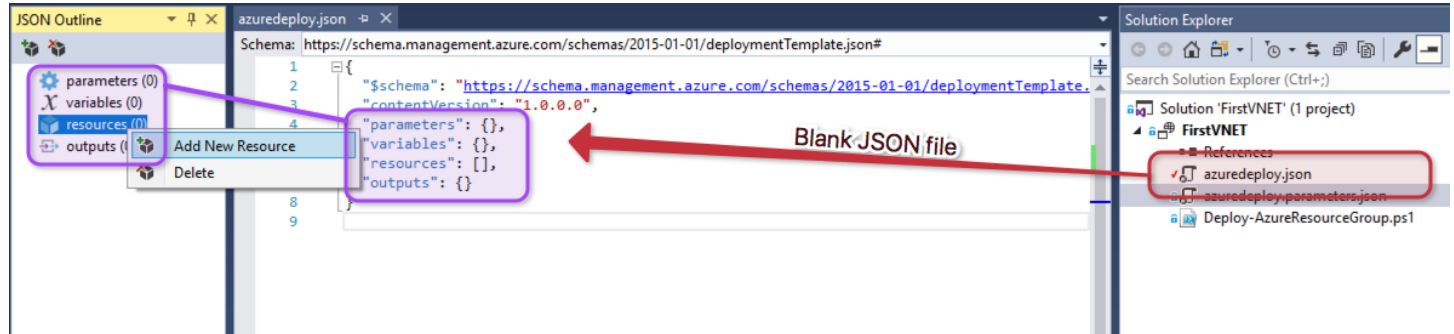 JSON Outline
parameters (0)
variables (0)
resources (0)
outputs (
Add New Resource
Delete
azuredeploy.json
Schema: https://schema.management.azure.com/schemas/2015-01-01/deploymentTemplate.json#
1 {
2 "$schema": "https://schema.management.azure.com/schemas/2015-01-01/deploymentTemplate.
3 "contentVersion": "1.0.0.0",
4 "parameters": {},
"variables": {},
"resources": [],
"outputs": {}
8 }
9
Blank JSON file
Solution Explorer
Search Solution Explorer (Ctrl+;)
Solution 'FirstVNET' (1 project)
FirstVNET
References
azuredeploy.json
azuredeploy.parameters.json
Deploy-AzureResourceGroup.ps1